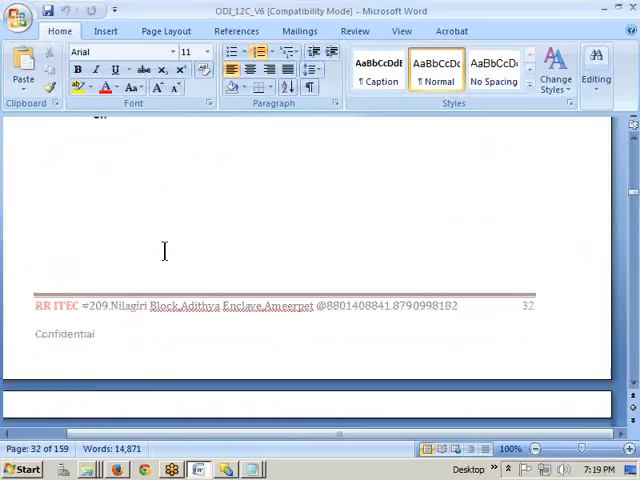 ODI_12C_V6 [Compatibility Mode] - Microsoft Word
Home Insert Page Layout References Mailings Review View Acrobat
Paste
Arial 11
AaBbCcDdE AaBbCcDc AaBbCcDc
¶ Caption ¶ Normal No Spacing
Change Styles
Editing
Clipboard Font Paragraph Styles
RR ITEC #209,Nilagiri Block,Adithya Enclave,Ameerpet @8801408841,8790998182 32
Confidential
Page: 32 of 159 Words: 14,871 100%
Start Desktop 7:19 PM